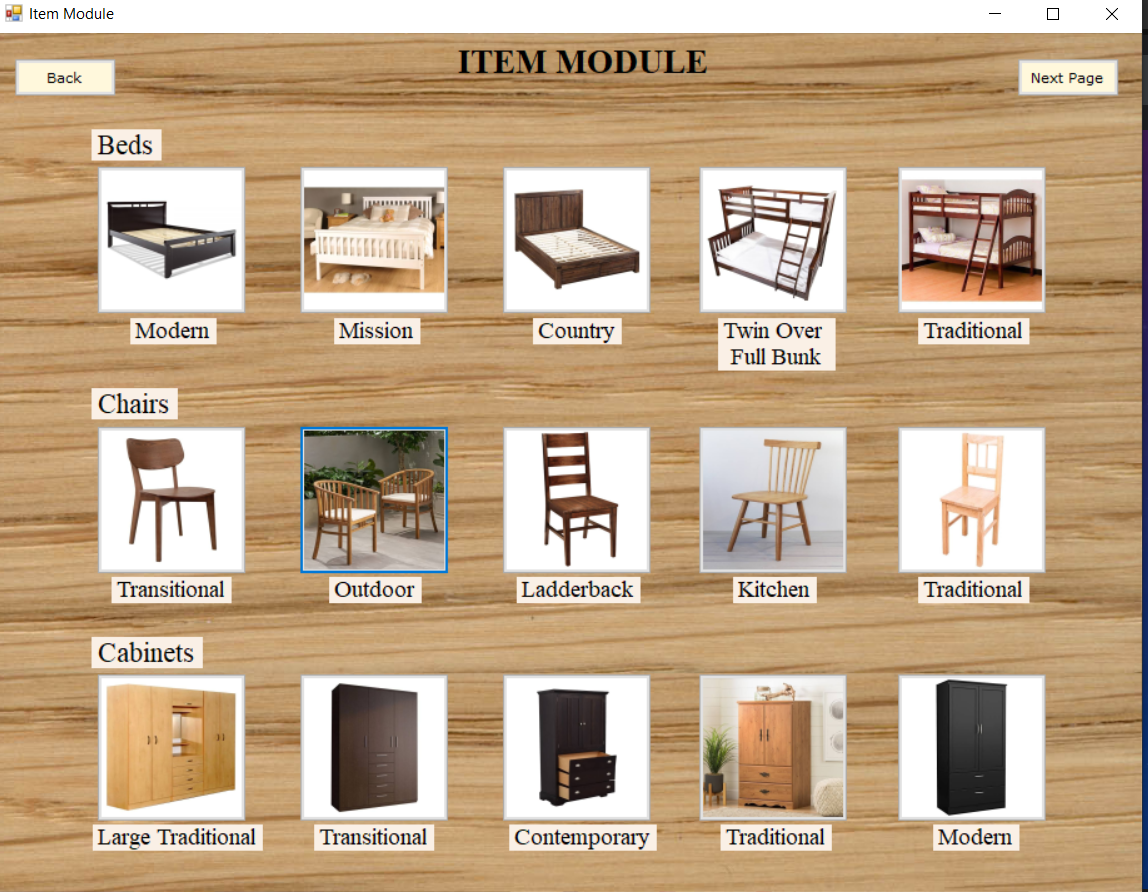 Item Module
ITEM MODULE
Back
Next Page
Beds
Modern
Mission
Country
Twin Over
Full Bunk
Traditional
Chairs
Transitional
Outdoor
Ladderback
Kitchen
Traditional
Cabinets
Large Traditional
Transitional
Contemporary
Traditional
Modern